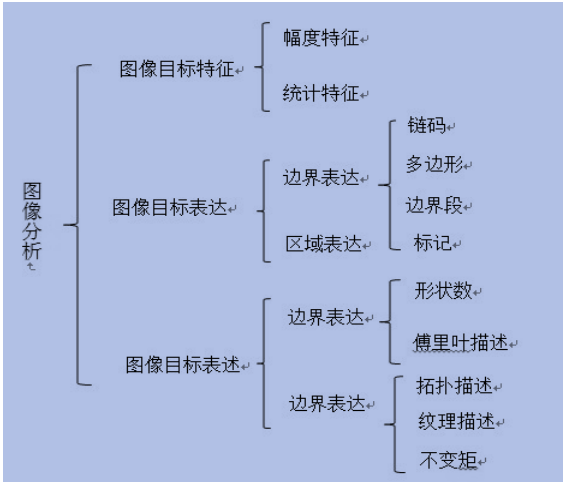 图像分析
图像目标特征
幅度特征
统计特征
图像目标表达
边界表达
链码
多边形
边界段
标记
区域表达
图像目标表述
边界表达
形状数
傅里叶描述
边界表达
拓扑描述
纹理描述
不变矩